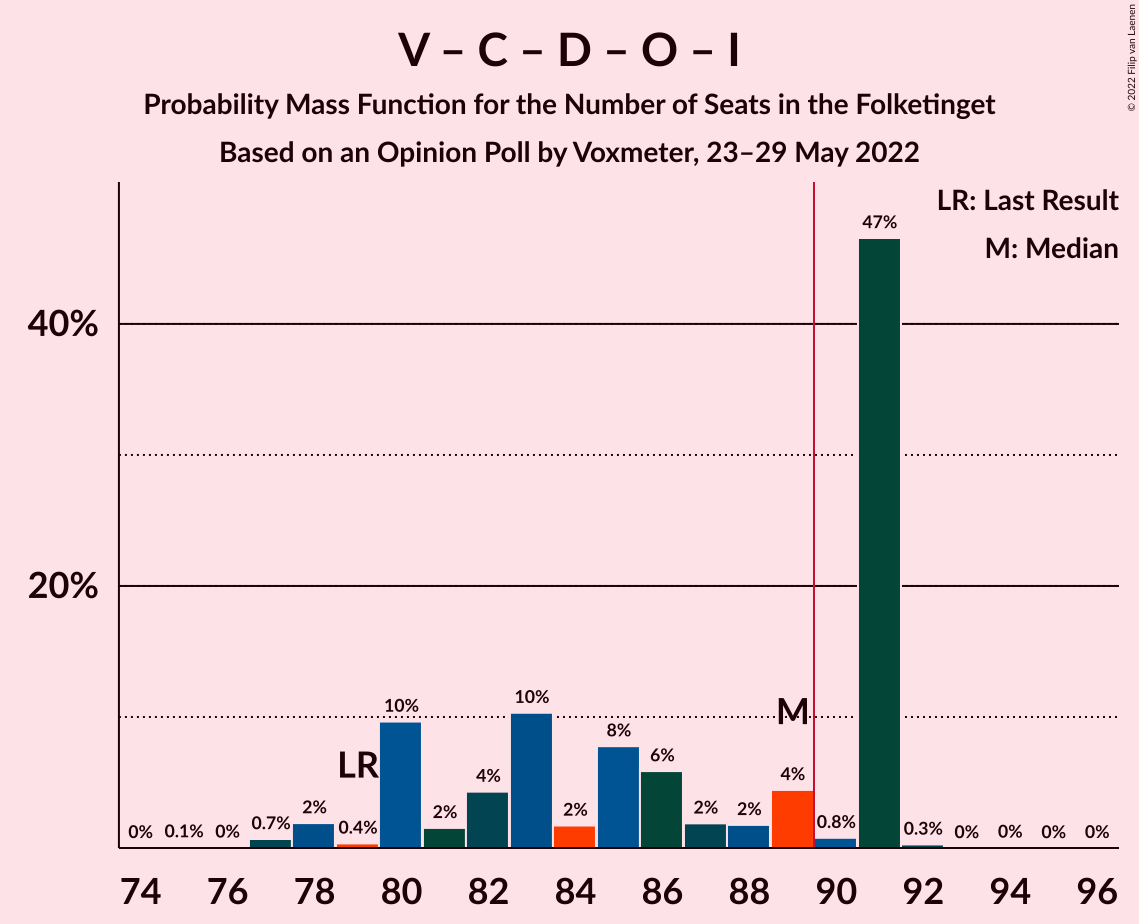 V – C – D – O – I
Probability Mass Function for the Number of Seats in the Folketinget
Based on an Opinion Poll by Voxmeter, 23–29 May 2022
© 2022 Filip van Laenen
LR: Last Result
M: Median
40%
20%
0%
0.1%
0%
0.7%
2%
0.4%
10%
2%
4%
10%
2%
8%
6%
2%
2%
4%
0.8%
47%
0.3%
0%
0%
0%
0%
LR
M
74 76 78 80 82 84 86 88 90 92 94 96